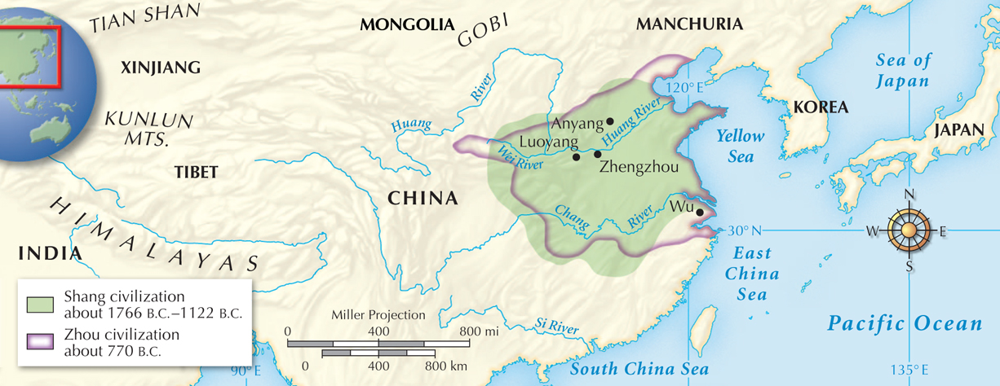 TIAN SHAN
MONGOLIA
GOBI
MANCHURIA
XINJIANG
Sea of
Japan
120°E
River
Huang
KUNLUN
MTS.
KOREA
Anyang
Huang River
JAPAN
Luoyang
Yellow
Sea
Wei River
Zhengzhou
TIBET
CHINA
Chang
River
Wu
HIMALAYAS
N
W
E
S
30°N
INDIA
East
China
Sea
Shang civilization
about 1766 B.C.–1122 B.C.
Zhou civilization
about 770 B.C.
Miller Projection
0 400 800 mi
0 400 800 km
Si River
Pacific Ocean
South China Sea
90°E
135°E